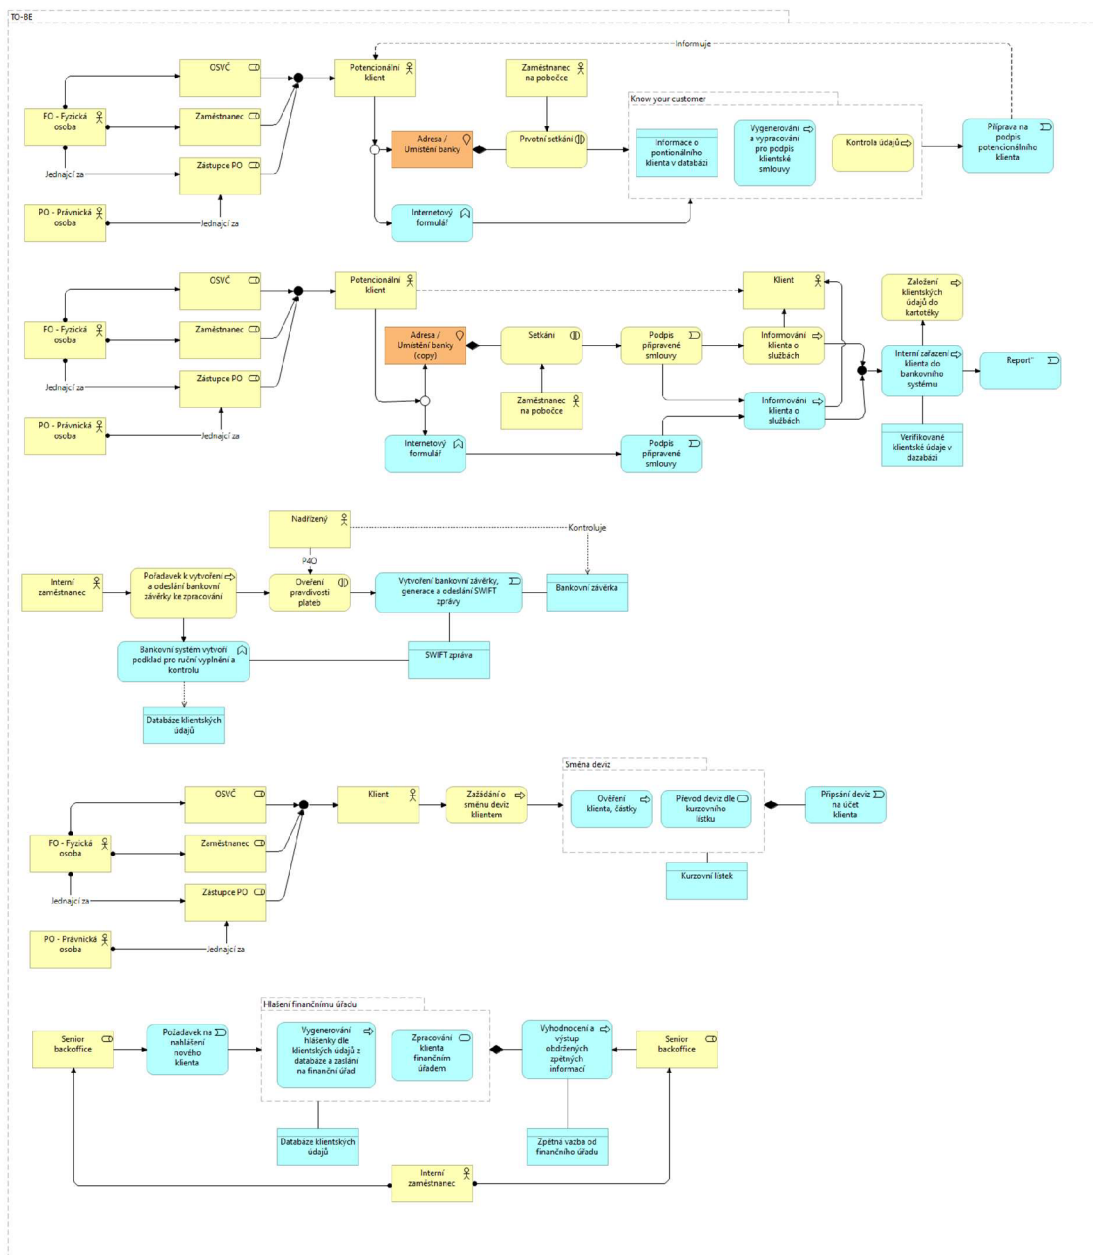 TO-BE
Informuje
OSVČ
Potencionální
klient
Zaměstnanec
na pobočce
Know your customer
FO - Fyzická
osoba
Zaměstnanec
Adresa /
Umístění banky
Prvotní setkání
Informace o
pontionálního
klienta v databázi
Vygenerování
a vypracování
pro podpis
klientské
smlouvy
Kontrola údajů
Příprava na
podpis
potencionálního
klienta
Zástupce PO
Jednající za
PO - Právnická
osoba
Jednající za
Internetový
formulář
OSVČ
Potencionální
klient
Klient
Založení
klientských
údajů do
kartotéky
FO - Fyzická
osoba
Zaměstnanec
Adresa /
Umístění banky
(copy)
Setkání
Podpis
připravené
smlouvy
Informování
klienta o
službách
Interní zařazení
klienta do
bankovního
systému
Report"
Zástupce PO
Jednající za
Zaměstnanec
na pobočce
Informování
klienta o
službách
PO - Právnická
osoba
Jednající za
Internetový
formulář
Podpis
připravené
smlouvy
Verifikované
klientské údaje v
dazabázi
Nadřízený
Kontroluje
P4O
Interní
zaměstnanec
Pořadavek k vytvoření
a odeslání bankovní
závěrky ke zpracování
Oveření
pravdivosti
plateb
Vytvoření bankovní závěrky,
generace a odeslání SWIFT
zprávy
Bankovní závěrka
Bankovní systém vytvoří
podklad pro ruční vyplnění a
kontrolu
SWIFT zpráva
Databáze klientských
údajů
Směna deviz
OSVČ
Klient
Zažádání o
směnu deviz
klientem
Ověření
klienta, částky
Převod deviz dle
kurzovního
lístku
Připsání deviz
na účet
klienta
FO - Fyzická
osoba
Zaměstnanec
Zástupce PO
Jednající za
Kurzovní lístek
PO - Právnická
osoba
Jednající za
Hlášení finančnímu úřadu
Senior
backoffice
Požadavek na
nahlášení
nového
klienta
Vygenerování
hlášenky dle
klientských údajů z
databáze a zaslání
na finanční úřad
Zpracování
klienta
finančním
úřadem
Vyhodnocení a
výstup
obdržených
zpětných
informací
Senior
backoffice
Databáze klientských
údajů
Zpětná vazba od
finančního úřadu
Interní
zaměstnanec